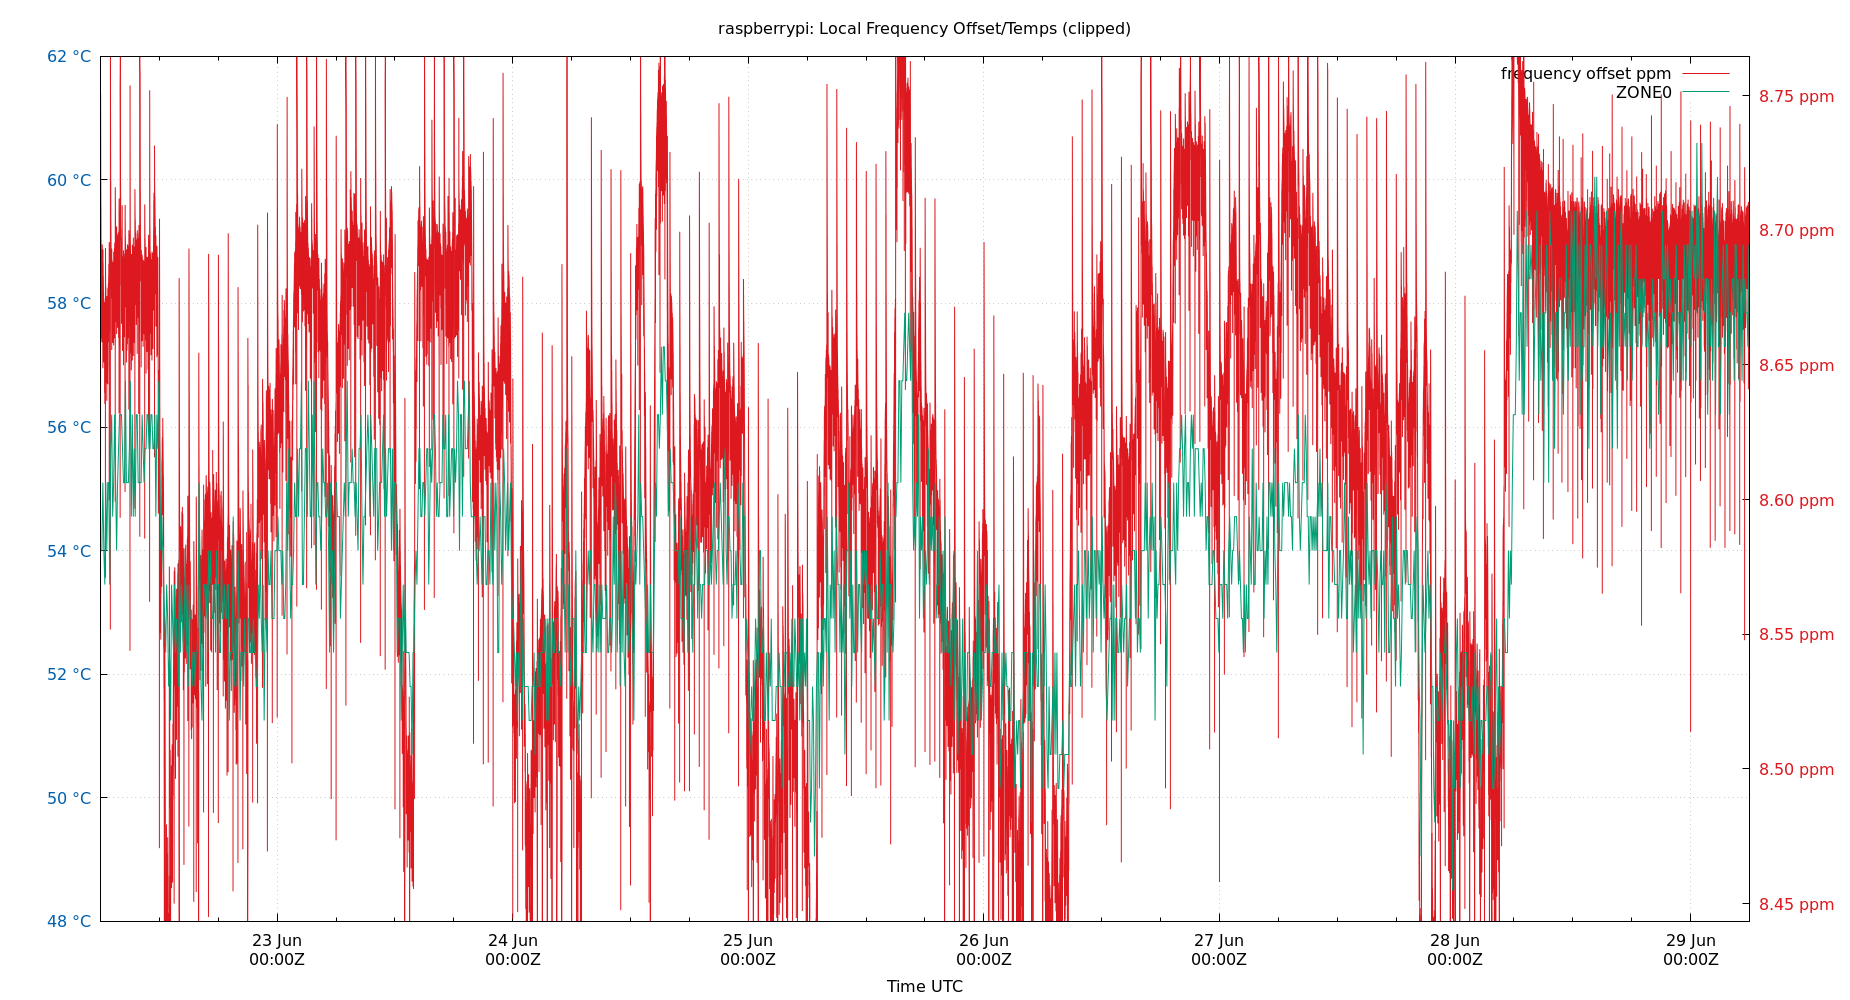 raspberrypi: Local Frequency Offset/Temps (clipped)
62 °C
60 °C
58 °C
56 °C
54 °C
52 °C
50 °C
48 °C
frequency offset ppm
ZONE0
8.75 ppm
8.70 ppm
8.65 ppm
8.60 ppm
8.55 ppm
8.50 ppm
8.45 ppm
23 Jun
00:00Z
24 Jun
00:00Z
25 Jun
00:00Z
26 Jun
00:00Z
27 Jun
00:00Z
28 Jun
00:00Z
29 Jun
00:00Z
Time UTC